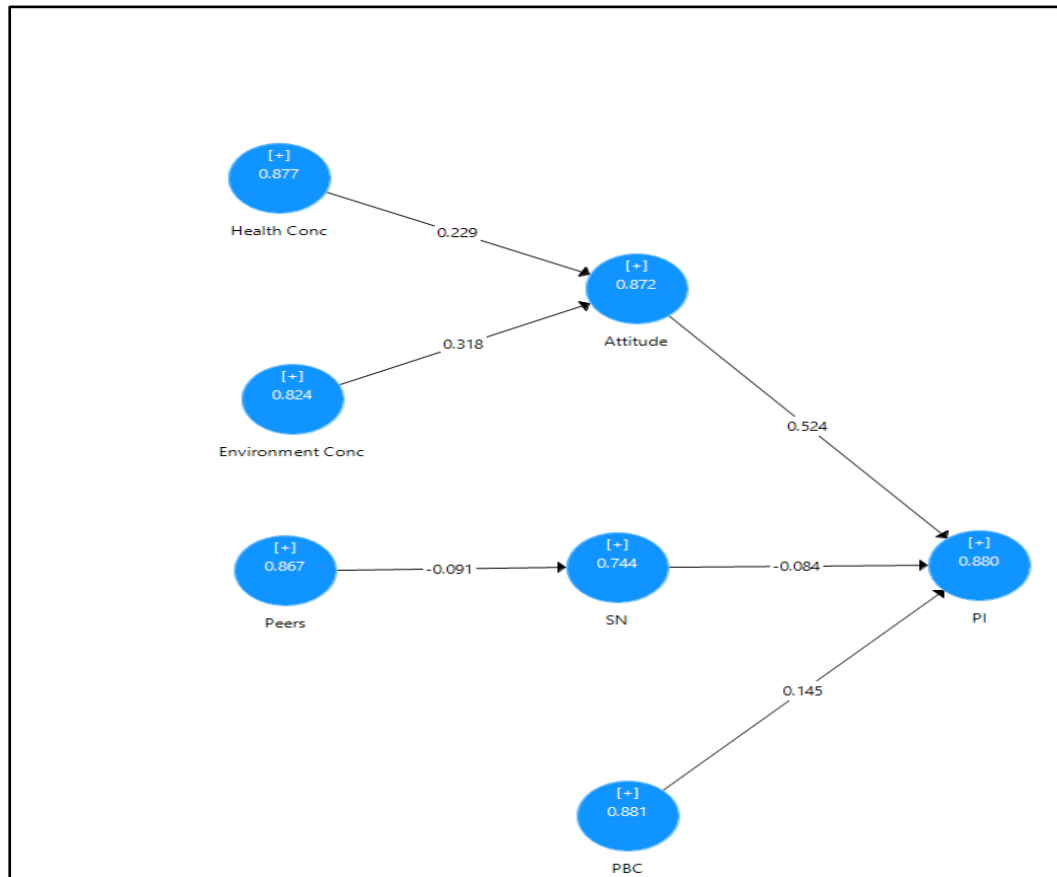 [+]
0.877
Health Conc
0.229
[+]
0.872
Attitude
0.318
[+]
0.824
Environment Conc
0.524
[+]
0.867
Peers
-0.091
[+]
0.744
SN
-0.084
[+]
0.880
PI
0.145
[+]
0.881
PBC